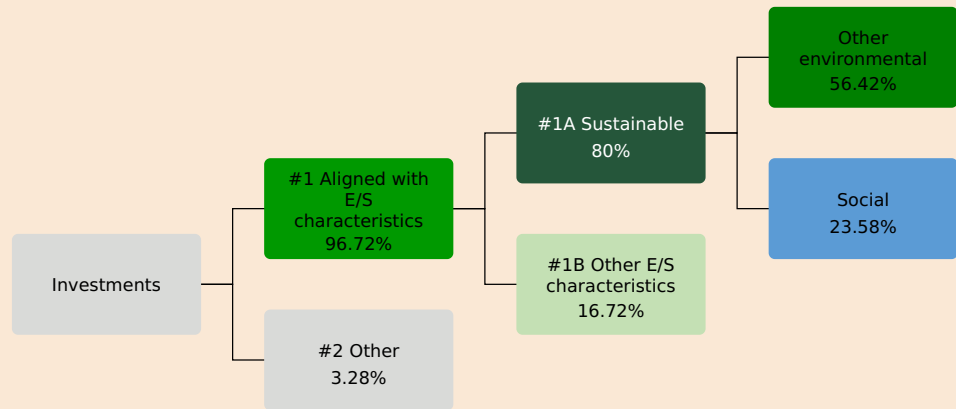 Other
environmental
56.42%
#1A Sustainable
80%
#1 Aligned with
E/S
characteristics
96.72%
Social
23.58%
Investments
#1B Other E/S
characteristics
16.72%
#2 Other
3.28%